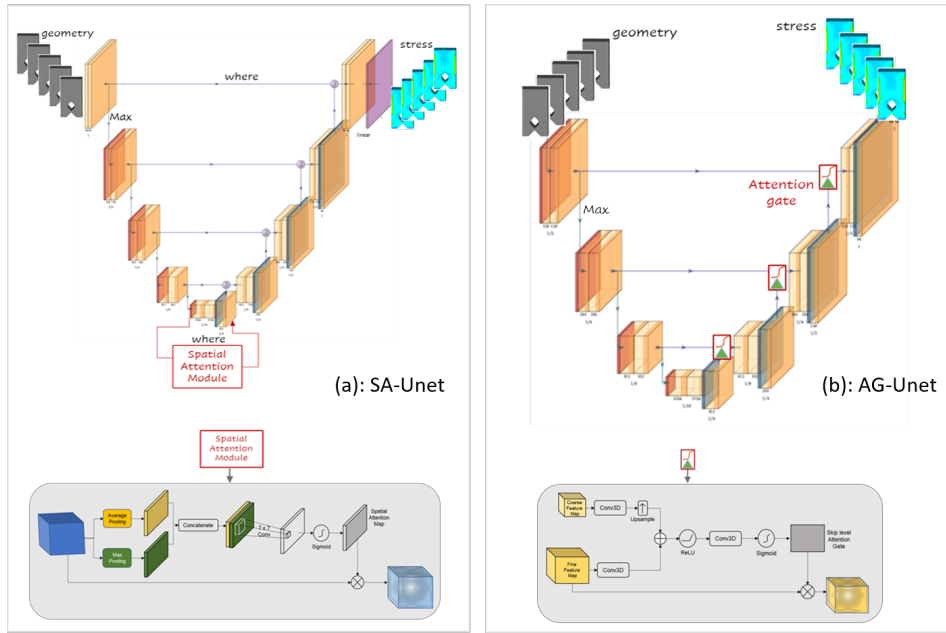 geometry
stress
where
Max
linear
where
Spatial
Attention
Module
(a): SA-Unet
Spatial
Attention
Module
Average
Pooling
Max
Pooling
Concatenate
7 x 7
Conv
Sigmoid
Spatial
Attention
Map
geometry
stress
Attention
gate
Max
(b): AG-Unet
Coarse
Feature
Map
Conv3D
Upsample
Fine
Feature
Map
Conv3D
ReLU
Conv3D
Sigmoid
Skip level
Attention
Gate